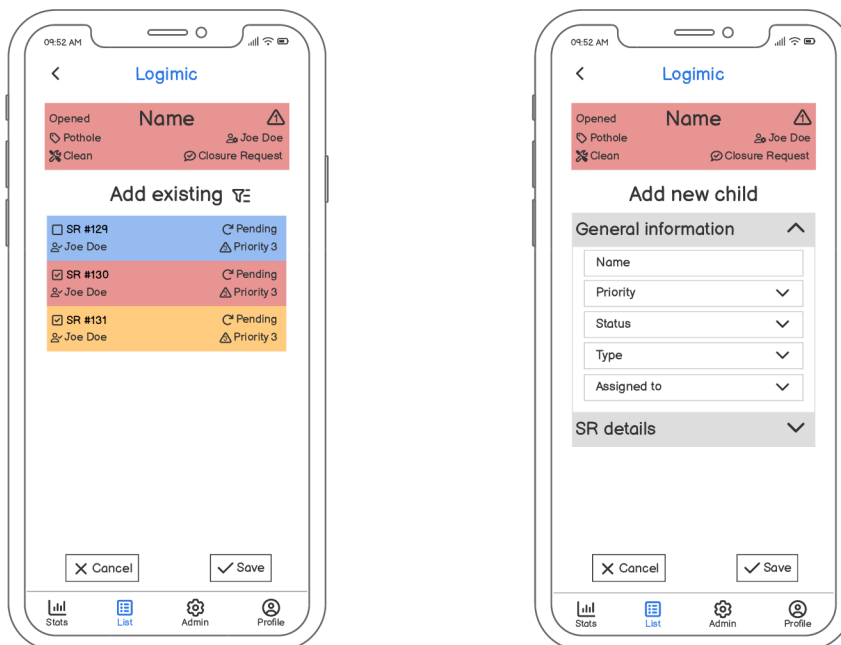 09:52 AM
Logimic
Opened Name
Pothole Joe Doe
Clean Closure Request
Add existing
SR #129 Pending
Joe Doe Priority 3
SR #130 Pending
Joe Doe Priority 3
SR #131 Pending
Joe Doe Priority 3
Cancel Save
Stats List Admin Profile
09:52 AM
Logimic
Opened Name
Pothole Joe Doe
Clean Closure Request
Add new child
General information
Name
Priority
Status
Type
Assigned to
SR details
Cancel Save
Stats List Admin Profile